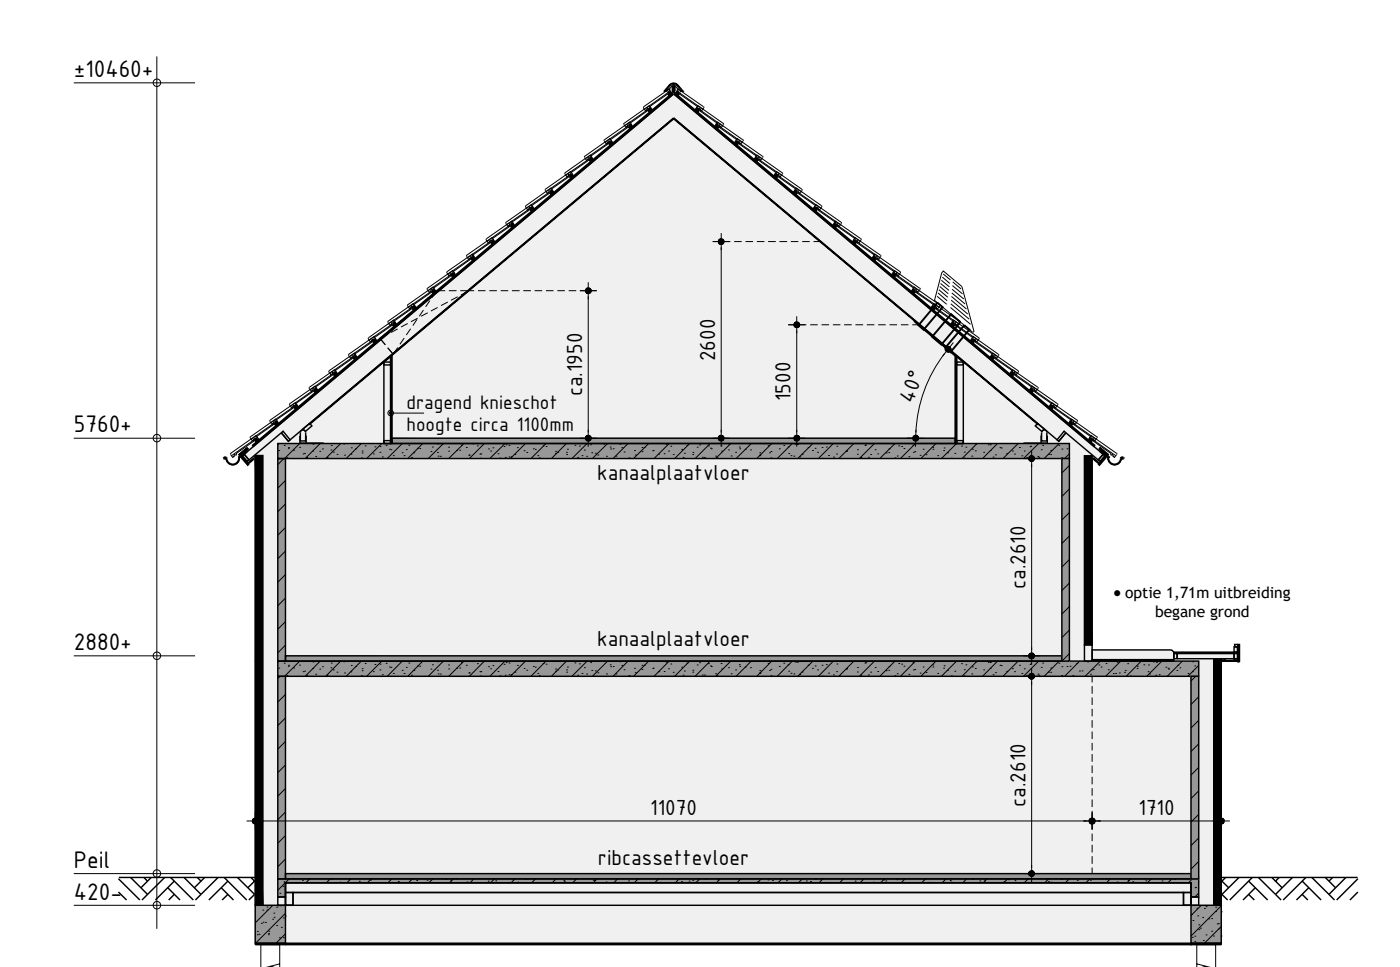 ±10460+
2600
ca.1950
1500
40°
dragend knieschot
hoogte circa 1100mm
5760+
kanaalplaatvloer
ca.2610
• optie 1,71m uitbreiding
begane grond
kanaalplaatvloer
2880+
ca.2610
11070
1710
ribcassettevloer
Peil
420-